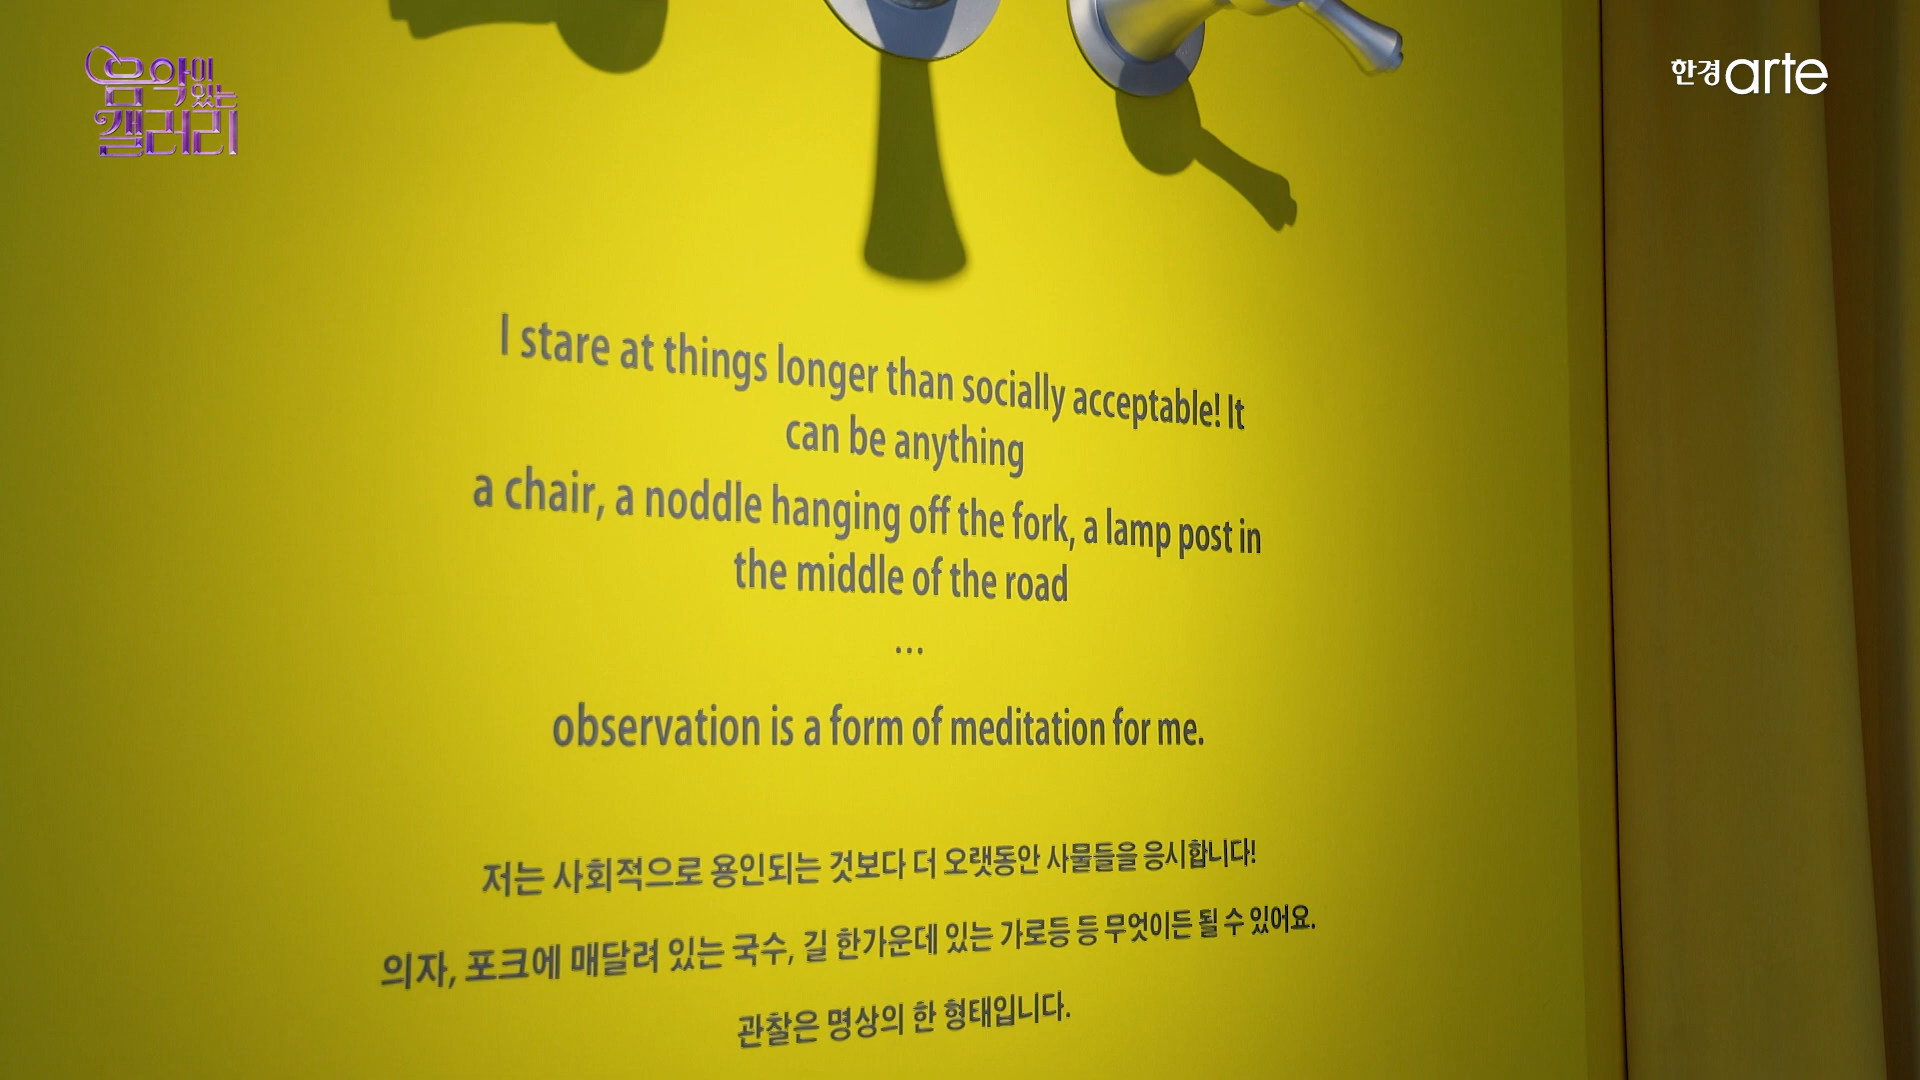 음악이
있는
갤러리
한경arte
I stare at things longer than socially acceptable! It
can be anything
a chair, a noddle hanging off the fork, a lamp post in
the middle of the road
...
observation is a form of meditation for me.
저는 사회적으로 용인되는 것보다 더 오랫동안 사물들을 응시합니다!
의자, 포크에 매달려 있는 국수, 길 한가운데 있는 가로등 등 무엇이든 될 수 있어요.
관찰은 명상의 한 형태입니다.